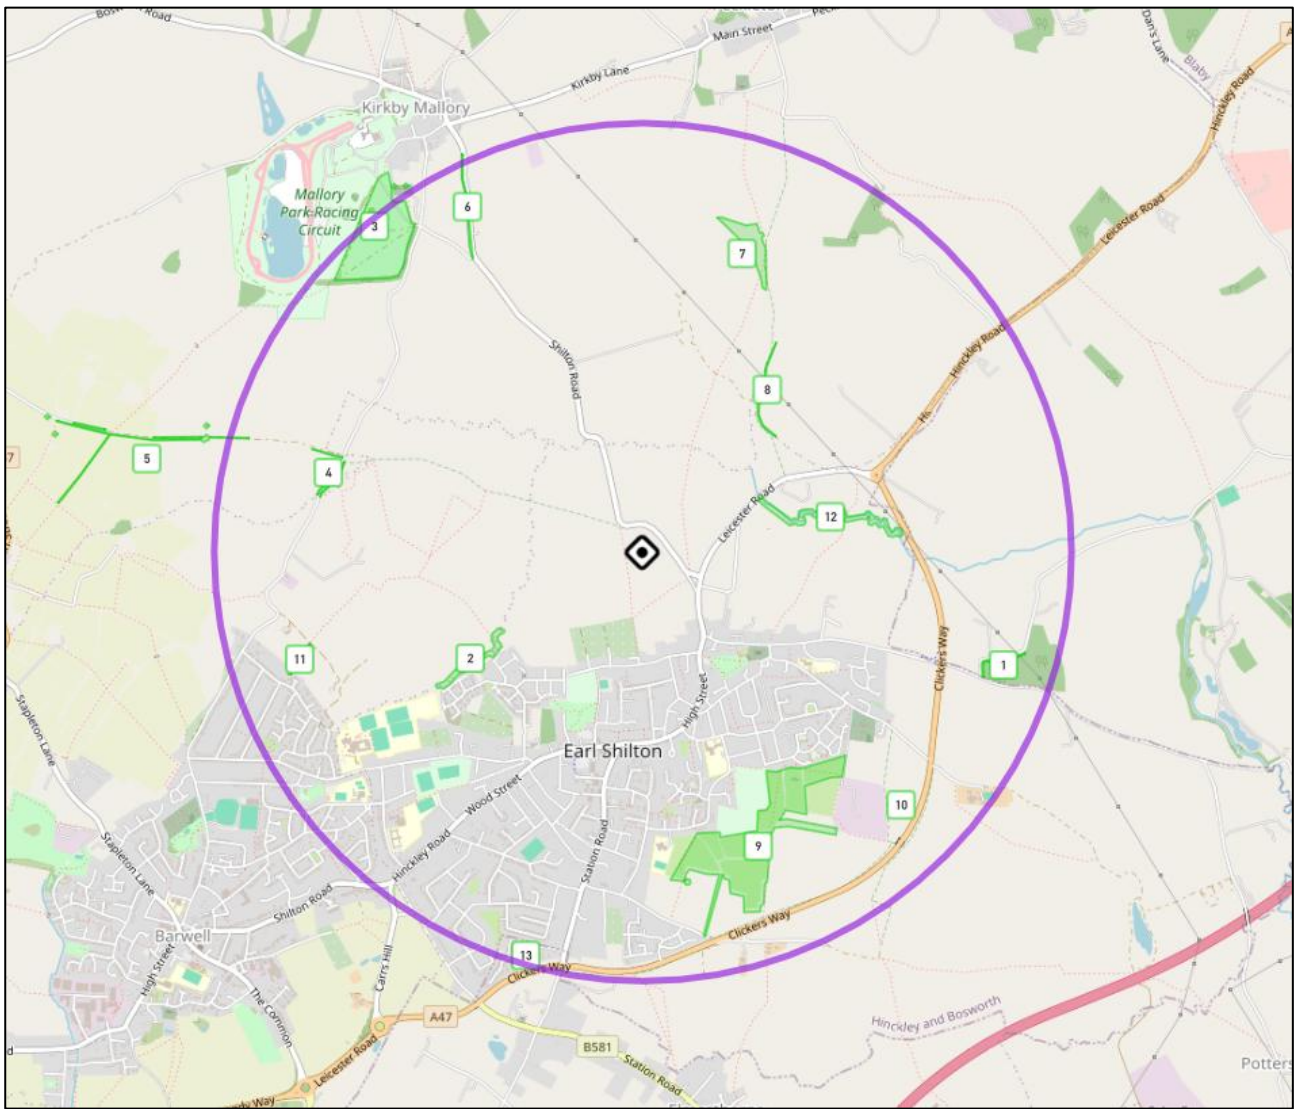 Main Street
Dan's Lane
Kirkby Lane
Blaby
Hinckley Road
Kirkby Mallory
Mallory
Park Racing
Circuit
3
6
7
Leicester Road
Shilton Road
Hinckley Road
8
5
4
7
12
Leicester Road
11
2
1
Clickers Way
Stapleton Lane
High Street
Earl Shilton
Wood Street
10
Hinckley Road
Station Road
9
Stapleton Lane
Shilton Road
Clickers Way
Barwell
High Street
13
Clickers Way
The Common
Carrs Hill
A47
Hinckley and Bosworth
B581
Leicester Road
Station Road
Potters